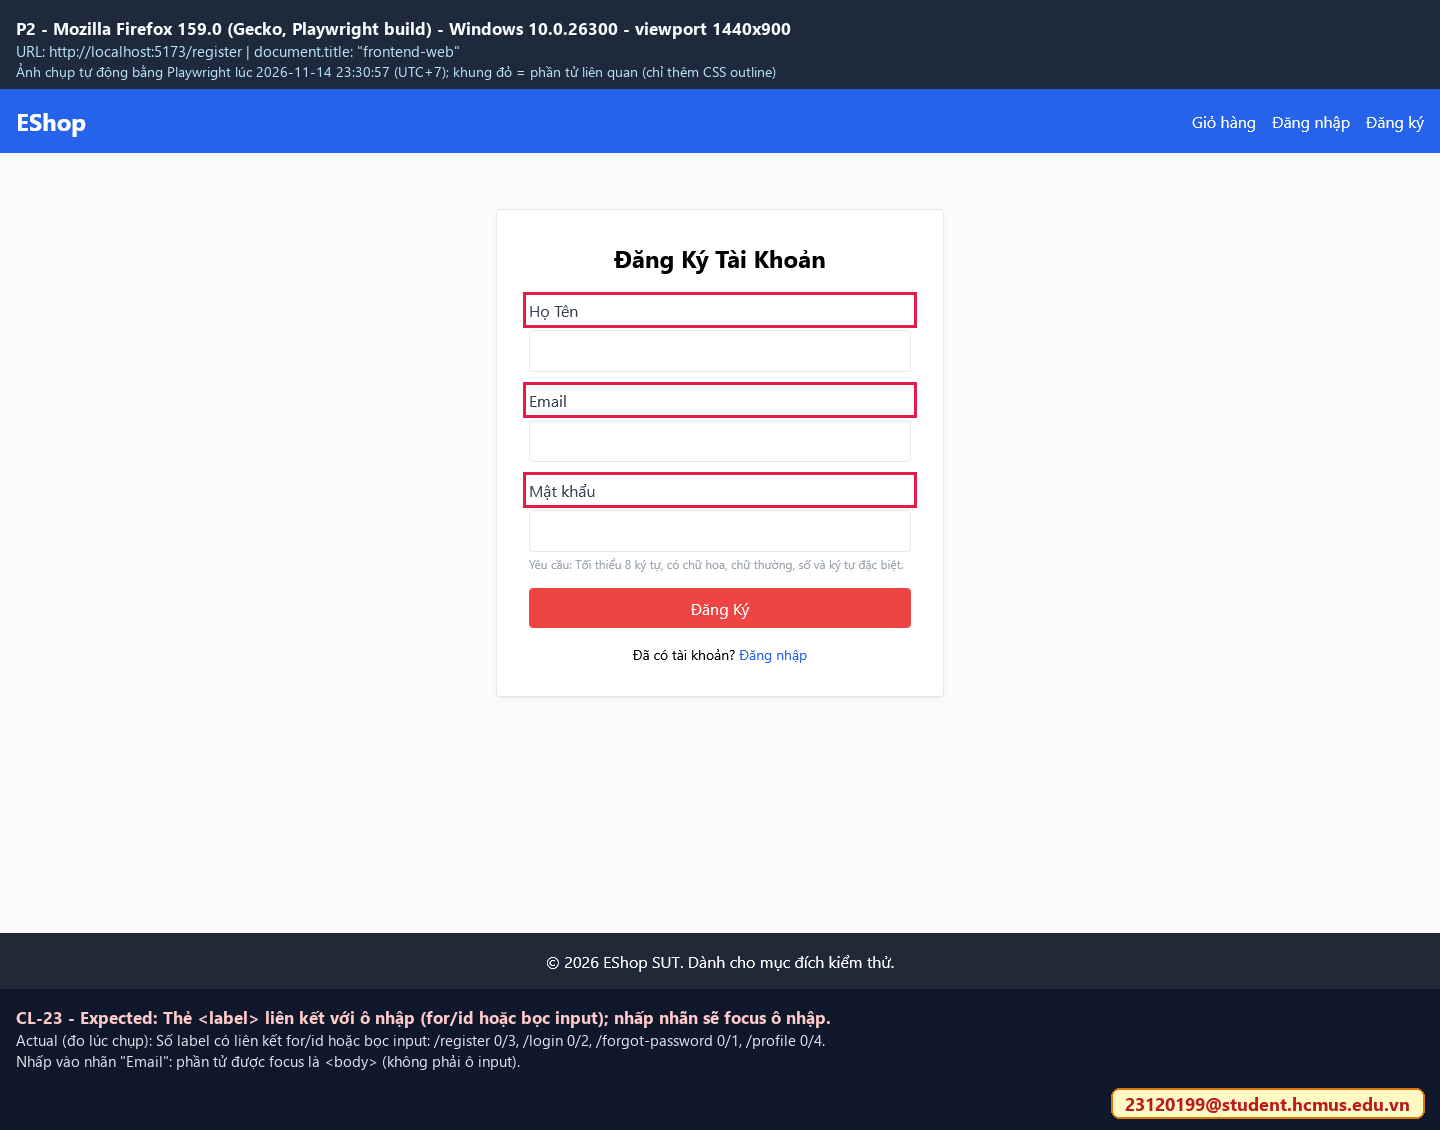 P2 - Mozilla Firefox 159.0 (Gecko, Playwright build) - Windows 10.0.26300 - viewport 1440x900
URL: http://localhost:5173/register | document.title: "frontend-web"
Ảnh chụp tự động bằng Playwright lúc 2026-11-14 23:30:57 (UTC+7); khung đỏ = phần tử liên quan (chỉ thêm CSS outline)
EShop Giỏ hàng Đăng nhập Đăng ký
Đăng Ký Tài Khoản
Họ Tên
Email
Mật khẩu
Yêu cầu: Tối thiểu 8 ký tự, có chữ hoa, chữ thường, số và ký tự đặc biệt.
Đăng Ký
Đã có tài khoản? Đăng nhập
© 2026 EShop SUT. Dành cho mục đích kiểm thử.
CL-23 - Expected: Thẻ <label> liên kết với ô nhập (for/id hoặc bọc input); nhấp nhãn sẽ focus ô nhập.
Actual (đo lúc chụp): Số label có liên kết for/id hoặc bọc input: /register 0/3, /login 0/2, /forgot-password 0/1, /profile 0/4.
Nhấp vào nhãn "Email": phần tử được focus là <body> (không phải ô input).
23120199@student.hcmus.edu.vn